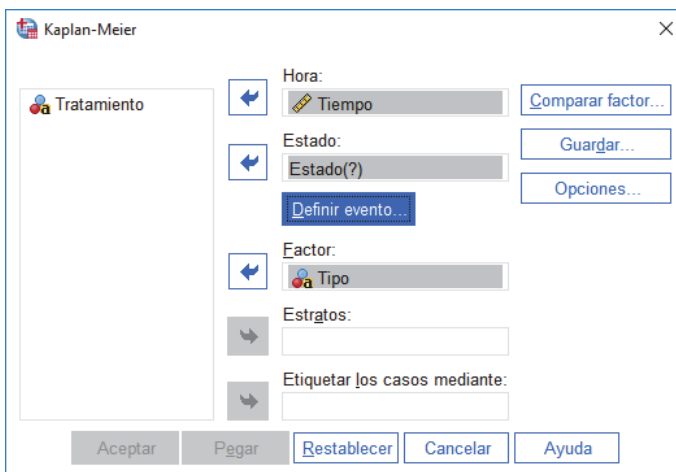 Kaplan-Meier
Tratamiento
Hora:
Tiempo
Estado:
Estado(?)
Definir evento...
Factor:
Tipo
Estratos:
Etiquetar los casos mediante:
Comparar factor...
Guardar...
Opciones...
Aceptar
Pegar
Restablecer
Cancelar
Ayuda